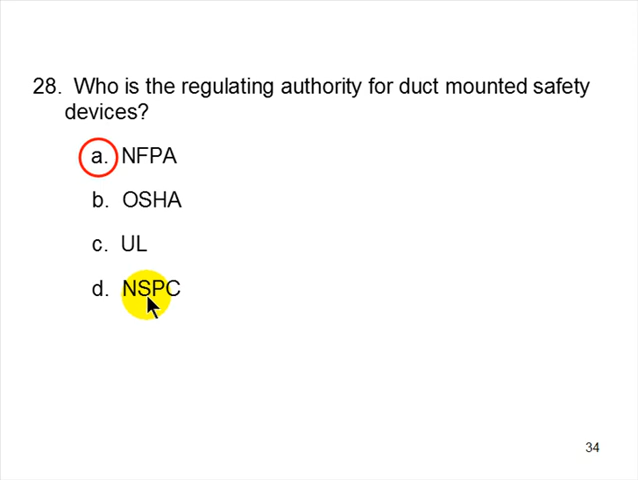 28. Who is the regulating authority for duct mounted safety
devices?
a. NFPA
b. OSHA
c. UL
d. NSPC
34